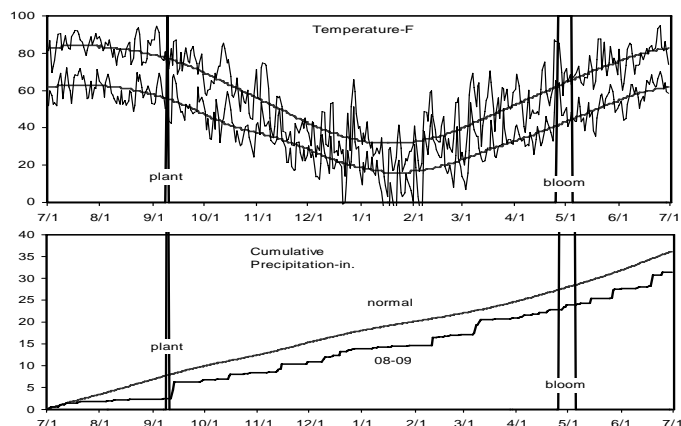 100
Temperature-F
80
60
40
20
plant
bloom
0
7/1 8/1 9/1 10/1 11/1 12/1 1/1 2/1 3/1 4/1 5/1 6/1 7/1
40
Cumulative
Precipitation-in.
35
30
normal
25
20
plant
15
08-09
10
bloom
5
0
7/1 8/1 9/1 10/1 11/1 12/1 1/1 2/1 3/1 4/1 5/1 6/1 7/1